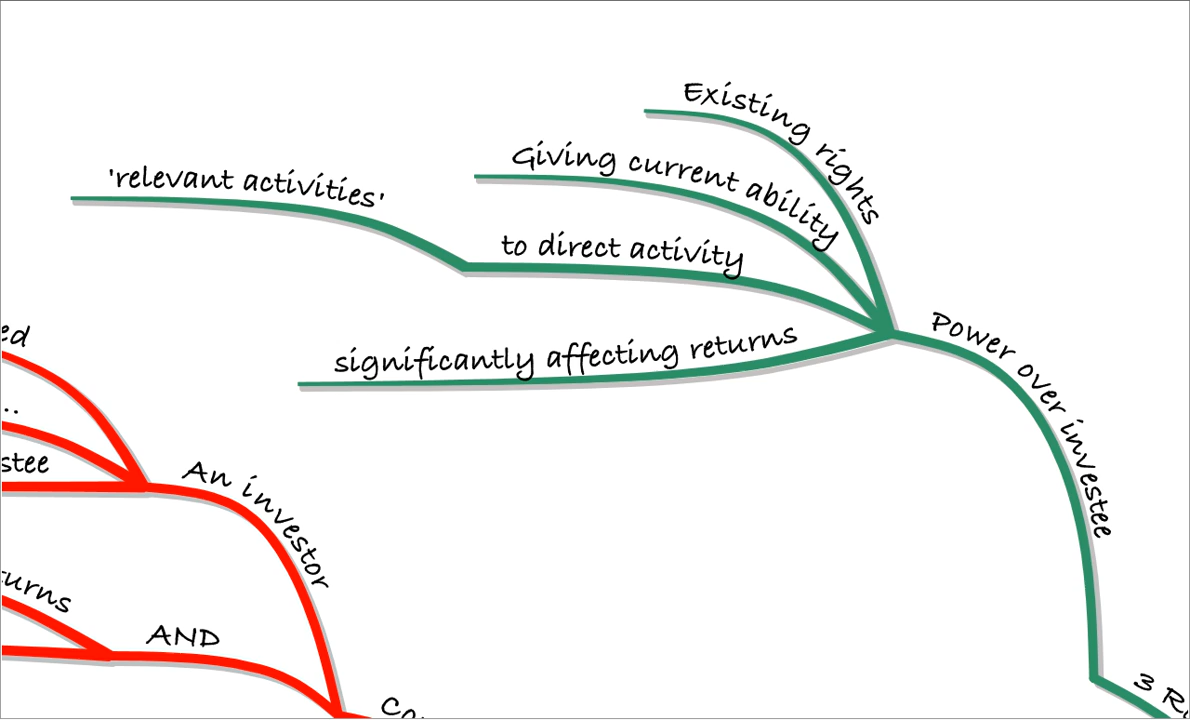 Existing rights
Giving current ability
'relevant activities'
to direct activity
significantly affecting returns
Power over investee
An investor
AND
3